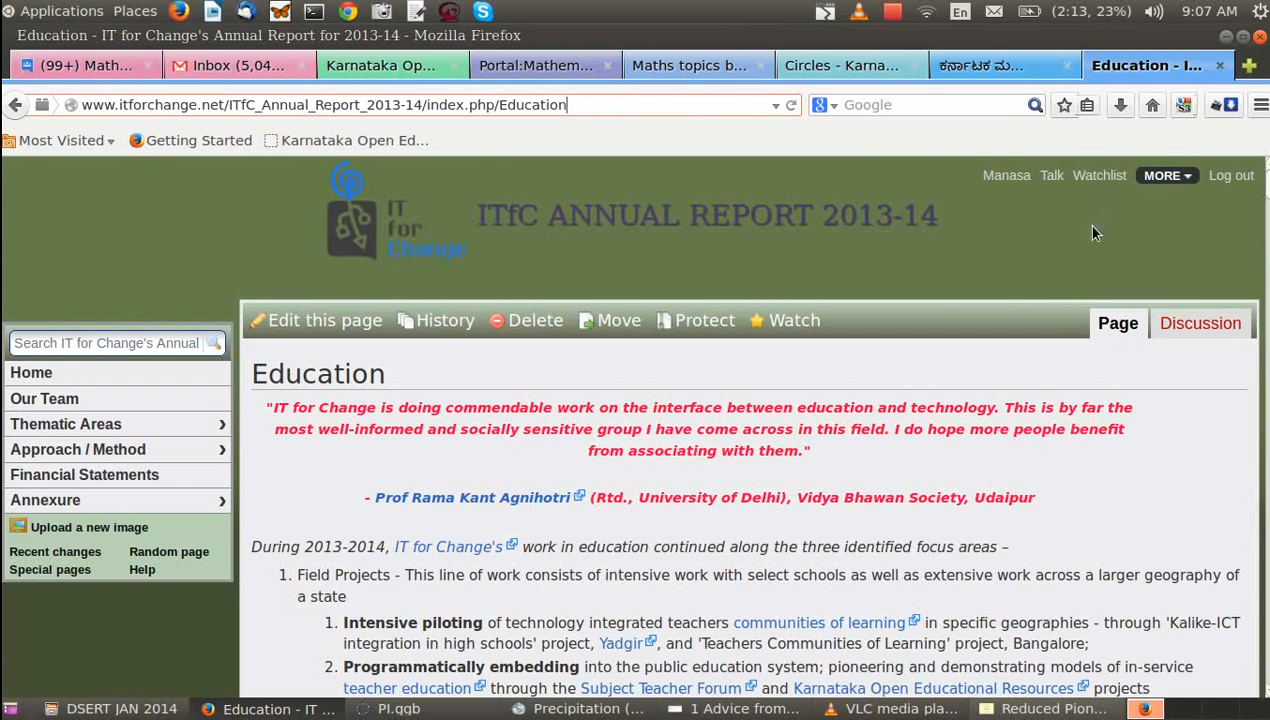 Applications Places En (2:13, 23%) 9:07 AM
Education - IT for Change's Annual Report for 2013-14 - Mozilla Firefox
(99+) Math... Inbox (5,04... Karnataka Op... Portal:Mathem... Maths topics b... Circles - Karna... ಕರ್ನಾಟಕ ಮ... Education - I...
www.itforchange.net/ITfC_Annual_Report_2013-14/index.php/Education Google
Most Visited Getting Started Karnataka Open Ed...
Manasa Talk Watchlist MORE Log out
IT for Change
ITfC ANNUAL REPORT 2013-14
Edit this page History Delete Move Protect Watch Page Discussion
Search IT for Change's Annual
Home
Our Team
Thematic Areas
Approach / Method
Financial Statements
Annexure
Upload a new image
Recent changes Random page
Special pages Help
Education
"IT for Change is doing commendable work on the interface between education and technology. This is by far the
most well-informed and socially sensitive group I have come across in this field. I do hope more people benefit
from associating with them."
- Prof Rama Kant Agnihotri (Rtd., University of Delhi), Vidya Bhawan Society, Udaipur
During 2013-2014, IT for Change's work in education continued along the three identified focus areas –
1. Field Projects - This line of work consists of intensive work with select schools as well as extensive work across a larger geography of
a state
1. Intensive piloting of technology integrated teachers communities of learning in specific geographies - through 'Kalike-ICT
integration in high schools' project, Yadgir, and 'Teachers Communities of Learning' project, Bangalore;
2. Programmatically embedding into the public education system; pioneering and demonstrating models of in-service
teacher education through the Subject Teacher Forum and Karnataka Open Educational Resources projects
DSERT JAN 2014 Education - IT ... PI.ggb Precipitation (... 1 Advice from... VLC media pla... Reduced Pion...